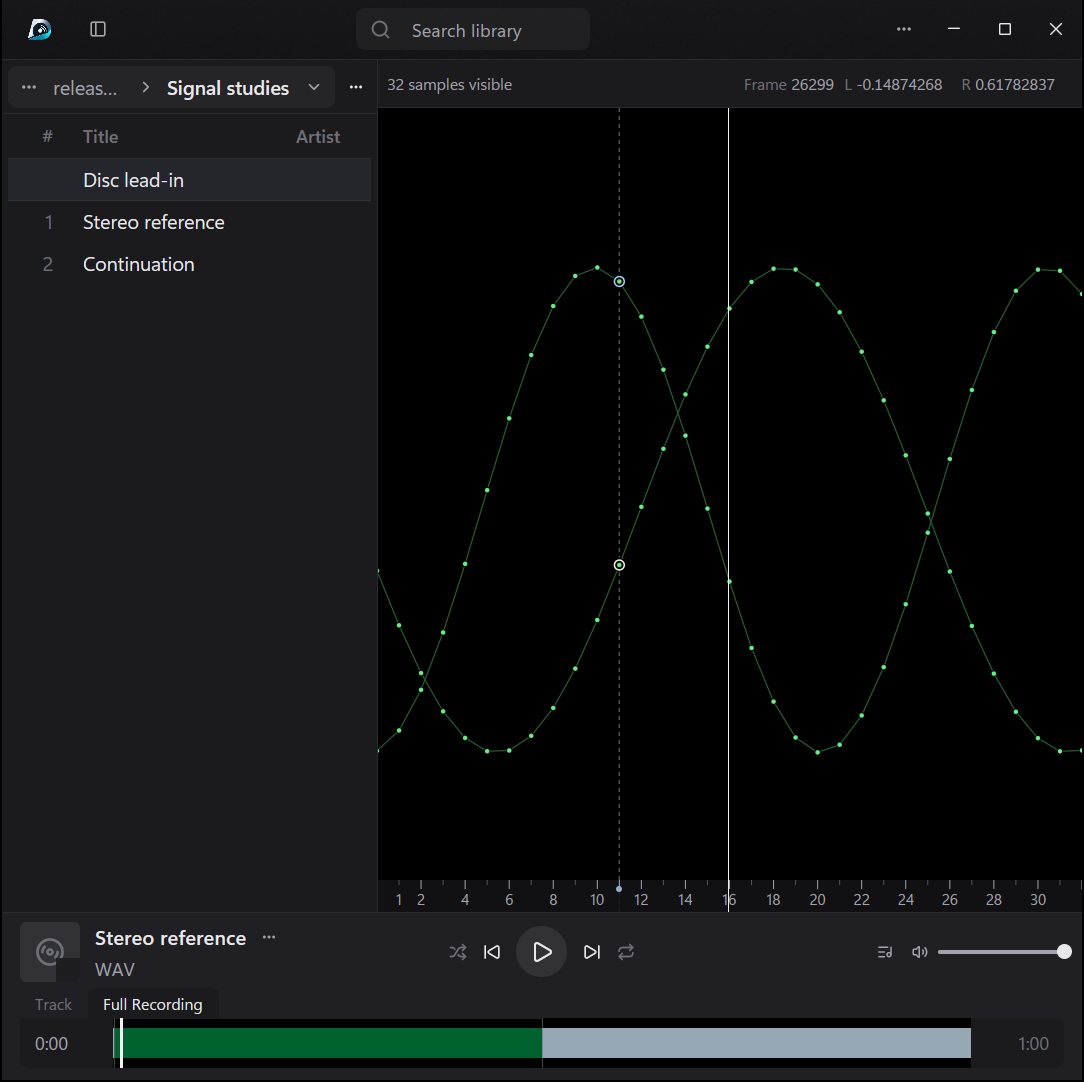 Search library
releas... Signal studies
32 samples visible
Frame 26299 L -0.14874268 R 0.61782837
# Title Artist
Disc lead-in
1 Stereo reference
2 Continuation
1 2 4 6 8 10 12 14 16 18 20 22 24 26 28 30
Stereo reference
WAV
Track Full Recording
0:00 1:00